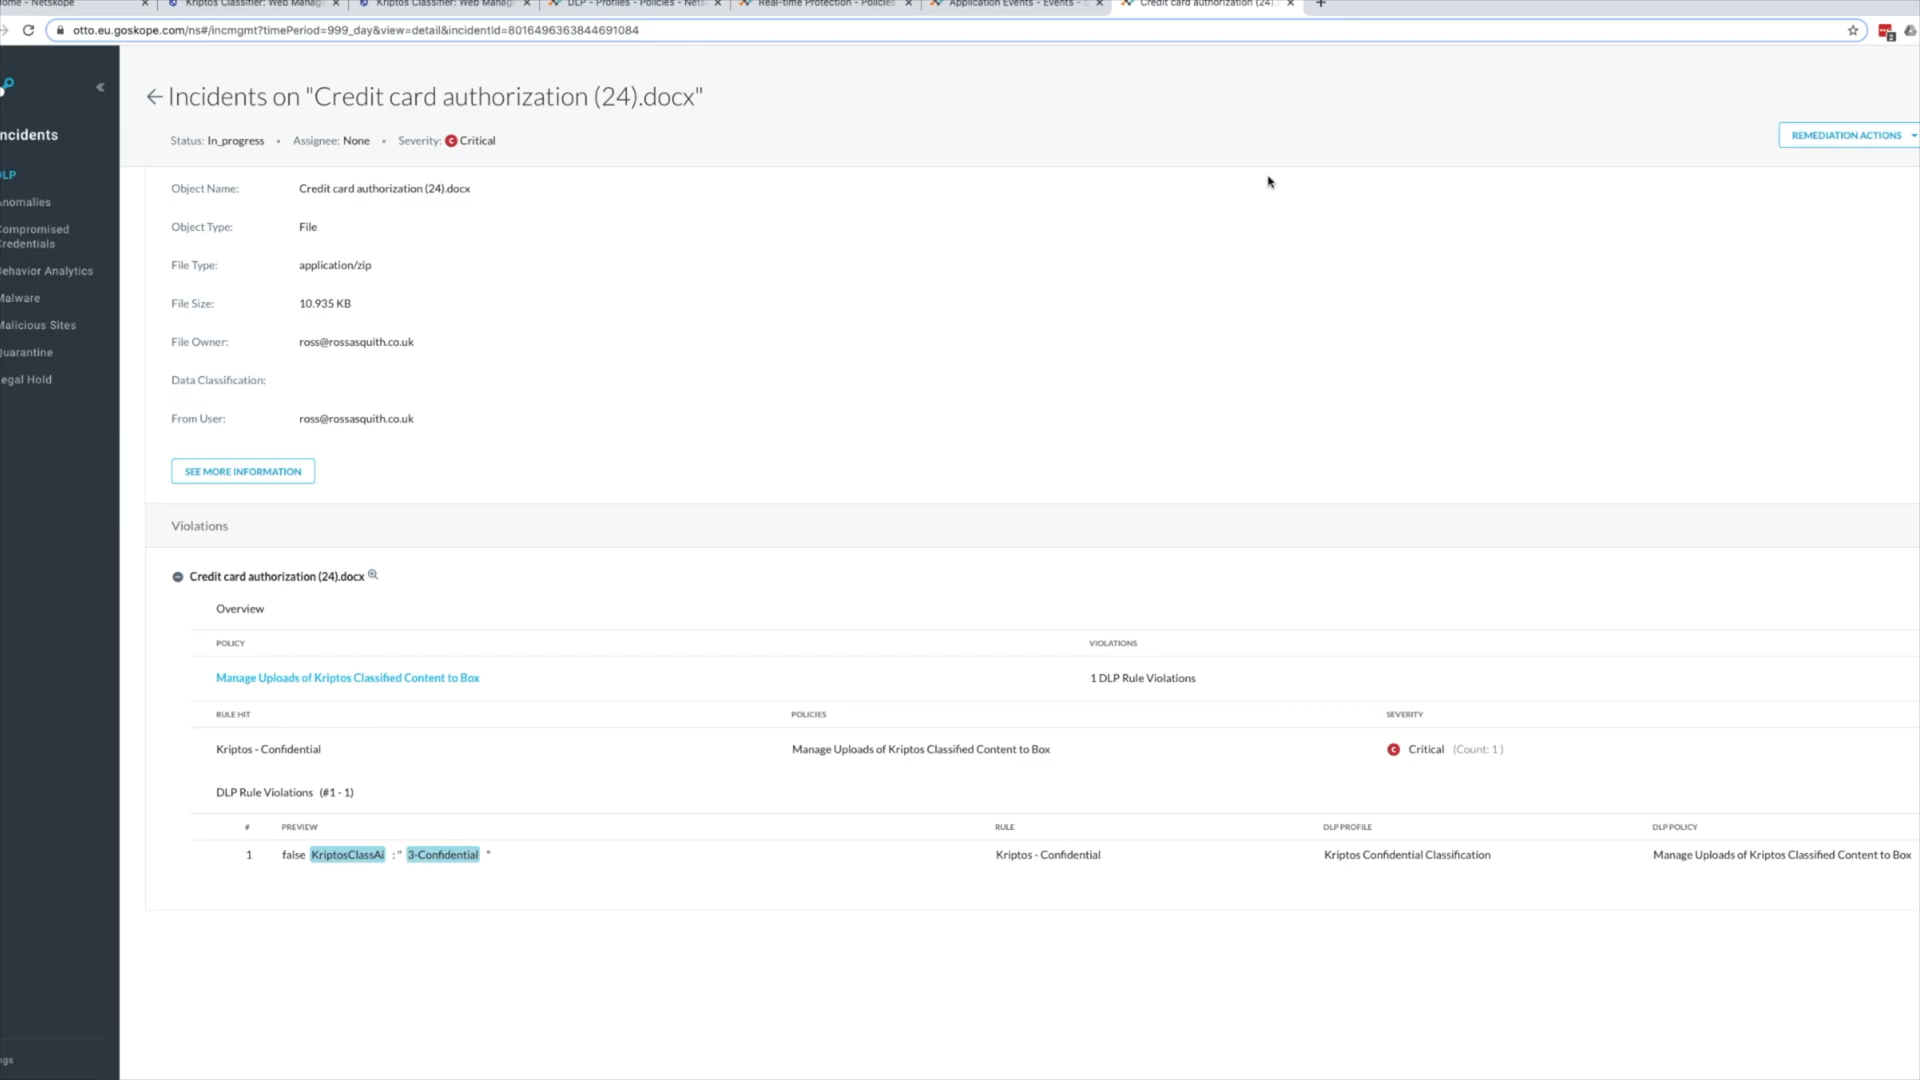 ome - Netskope
Kriptos Classifier: Web Manag
Kriptos Classifier: Web Manag
DLP - Profiles - Policies - Nets
Real-time Protection - Policies
Application Events - Events - S
Credit card authorization (24)
otto.eu.goskope.com/ns#/incmgmt?timePeriod=999_day&view=detail&incidentId=8016496363844691084
2
ncidents
LP
nomalies
ompromised
redentials
ehavior Analytics
Malware
Malicious Sites
uarantine
egal Hold
ngs
Incidents on "Credit card authorization (24).docx"
Status: In_progress • Assignee: None • Severity: C Critical
REMEDIATION ACTIONS
Object Name: Credit card authorization (24).docx
Object Type: File
File Type: application/zip
File Size: 10.935 KB
File Owner: ross@rossasquith.co.uk
Data Classification:
From User: ross@rossasquith.co.uk
SEE MORE INFORMATION
Violations
Credit card authorization (24).docx
Overview
POLICY VIOLATIONS
Manage Uploads of Kriptos Classified Content to Box 1 DLP Rule Violations
RULE HIT POLICIES SEVERITY
Kriptos - Confidential Manage Uploads of Kriptos Classified Content to Box C Critical (Count: 1 )
DLP Rule Violations (#1 - 1)
# PREVIEW RULE DLP PROFILE DLP POLICY
1 false KriptosClassAi :" 3-Confidential " Kriptos - Confidential Kriptos Confidential Classification Manage Uploads of Kriptos Classified Content to Box